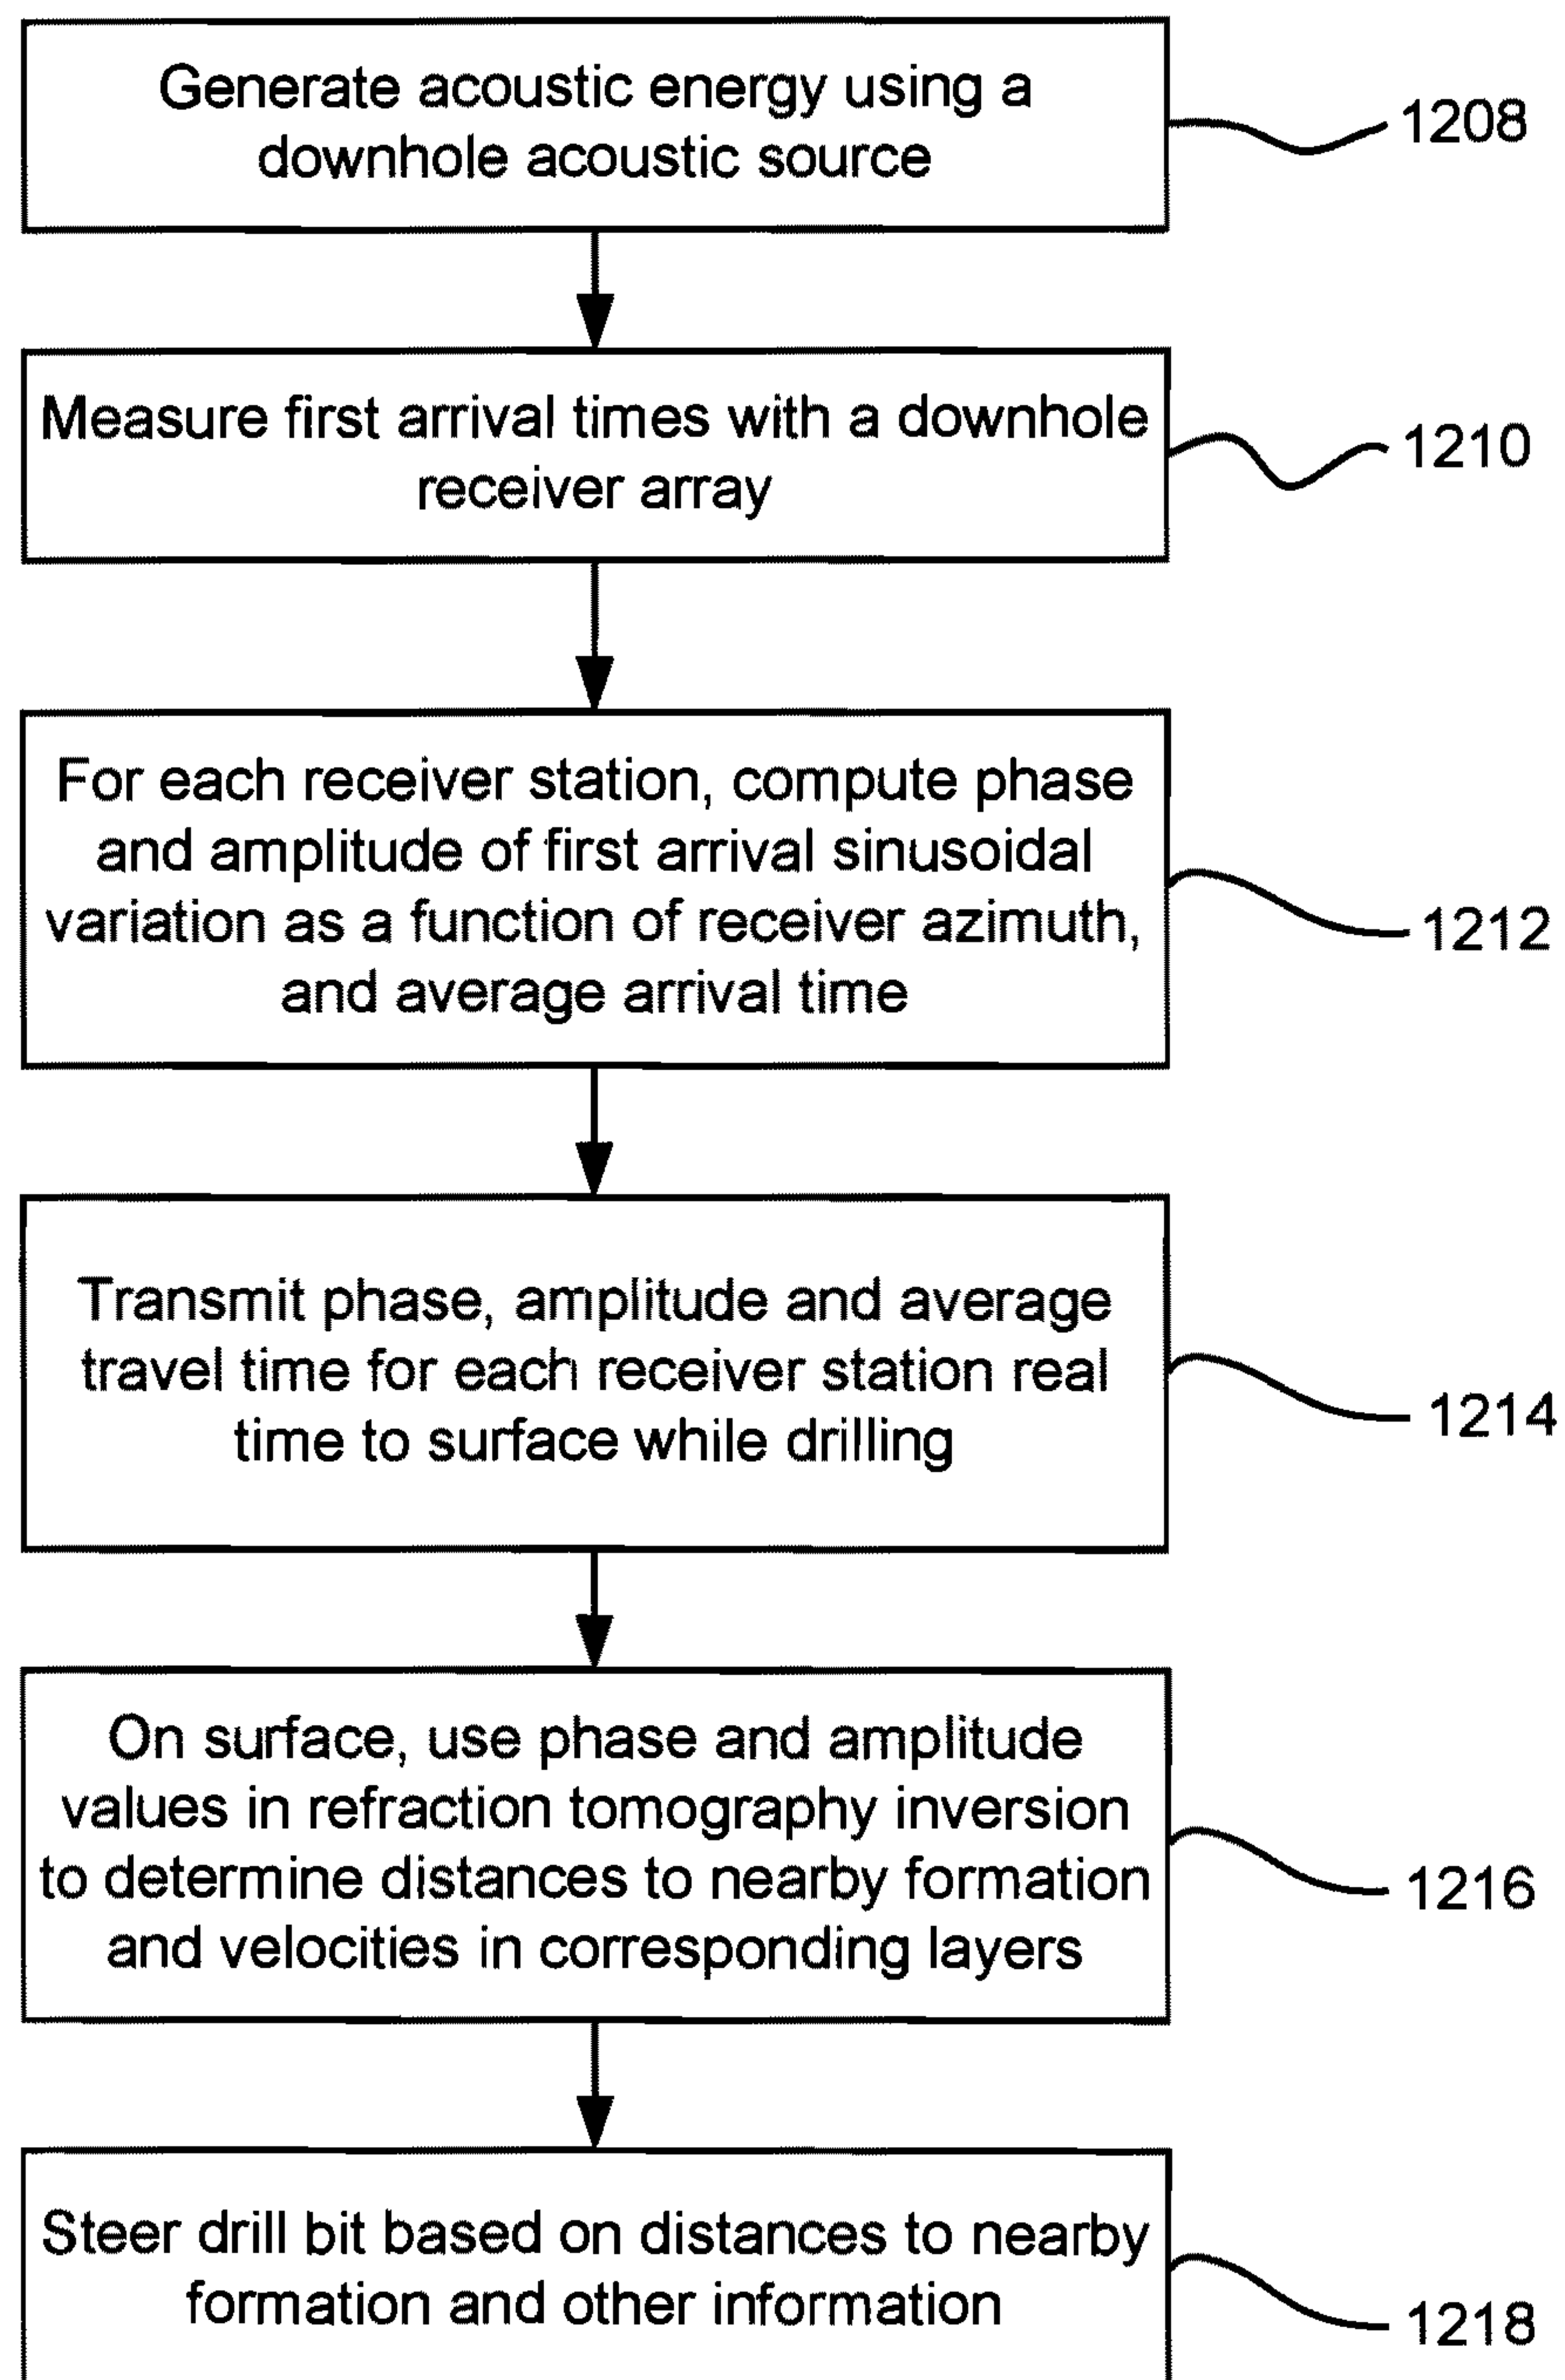 Generate acoustic energy using a
downhole acoustic source
1208
Measure first arrival times with a downhole
receiver array
1210
For each receiver station, compute phase
and amplitude of first arrival sinusoidal
variation as a function of receiver azimuth,
and average arrival time
1212
Transmit phase, amplitude and average
travel time for each receiver station real
time to surface while drilling
1214
On surface, use phase and amplitude
values in refraction tomography inversion
to determine distances to nearby formation
and velocities in corresponding layers
1216
Steer drill bit based on distances to nearby
formation and other information
1218